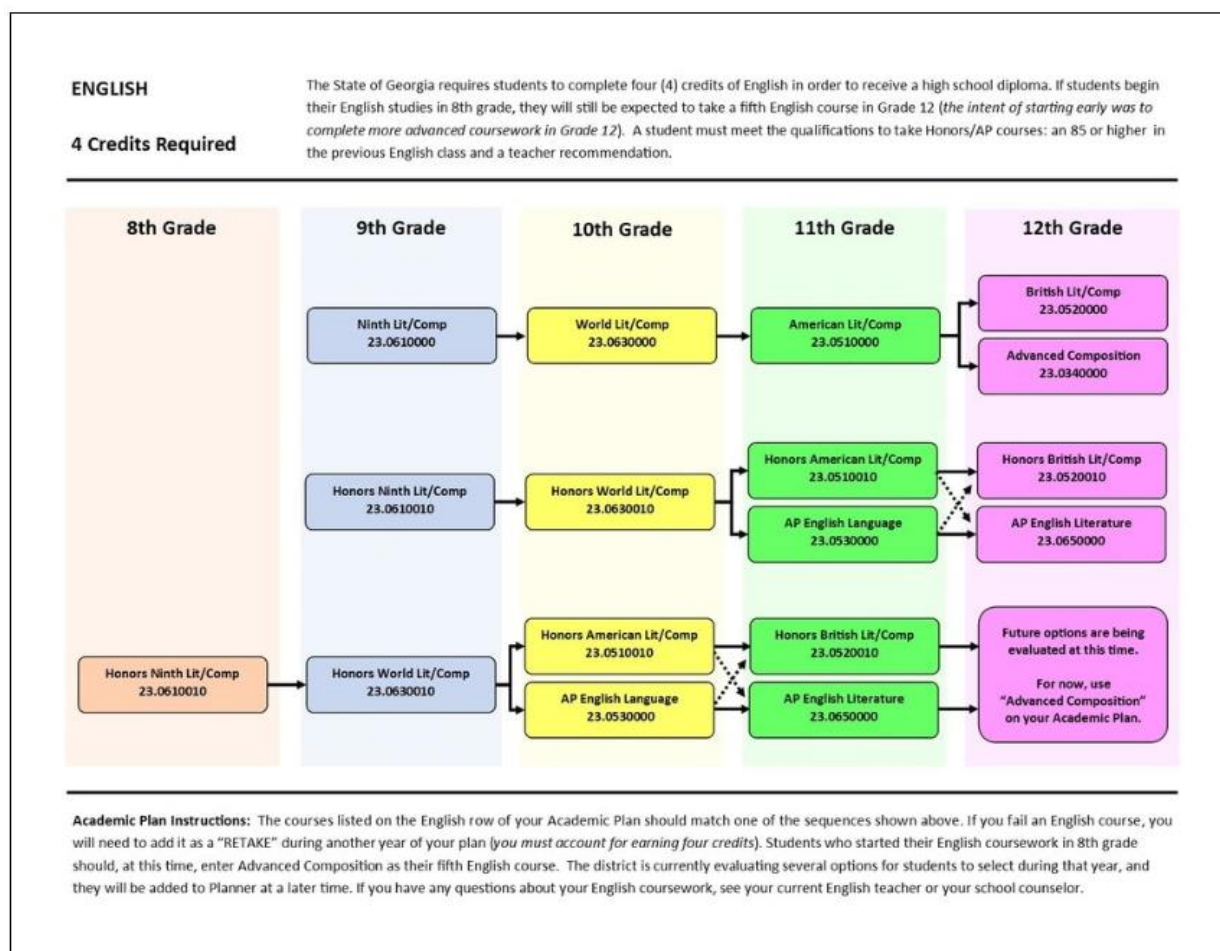 ENGLISH
4 Credits Required
The State of Georgia requires students to complete four (4) credits of English in order to receive a high school diploma. If students begin
their English studies in 8th grade, they will still be expected to take a fifth English course in Grade 12 (the intent of starting early was to
complete more advanced coursework in Grade 12). A student must meet the qualifications to take Honors/AP courses: an 85 or higher in
the previous English class and a teacher recommendation.
8th Grade
9th Grade
10th Grade
11th Grade
12th Grade
Ninth Lit/Comp
23.0610000
World Lit/Comp
23.0630000
American Lit/Comp
23.0510000
British Lit/Comp
23.0520000
Advanced Composition
23.0340000
Honors Ninth Lit/Comp
23.0610010
Honors World Lit/Comp
23.0630010
Honors American Lit/Comp
23.0510010
AP English Language
23.0530000
Honors British Lit/Comp
23.0520010
AP English Literature
23.0650000
Honors Ninth Lit/Comp
23.0610010
Honors World Lit/Comp
23.0630010
Honors American Lit/Comp
23.0510010
AP English Language
23.0530000
Honors British Lit/Comp
23.0520010
AP English Literature
23.0650000
Future options are being
evaluated at this time.
For now, use
"Advanced Composition"
on your Academic Plan.
Academic Plan Instructions: The courses listed on the English row of your Academic Plan should match one of the sequences shown above. If you fail an English course, you
will need to add it as a "RETAKE" during another year of your plan (you must account for earning four credits). Students who started their English coursework in 8th grade
should, at this time, enter Advanced Composition as their fifth English course. The district is currently evaluating several options for students to select during that year, and
they will be added to Planner at a later time. If you have any questions about your English coursework, see your current English teacher or your school counselor.